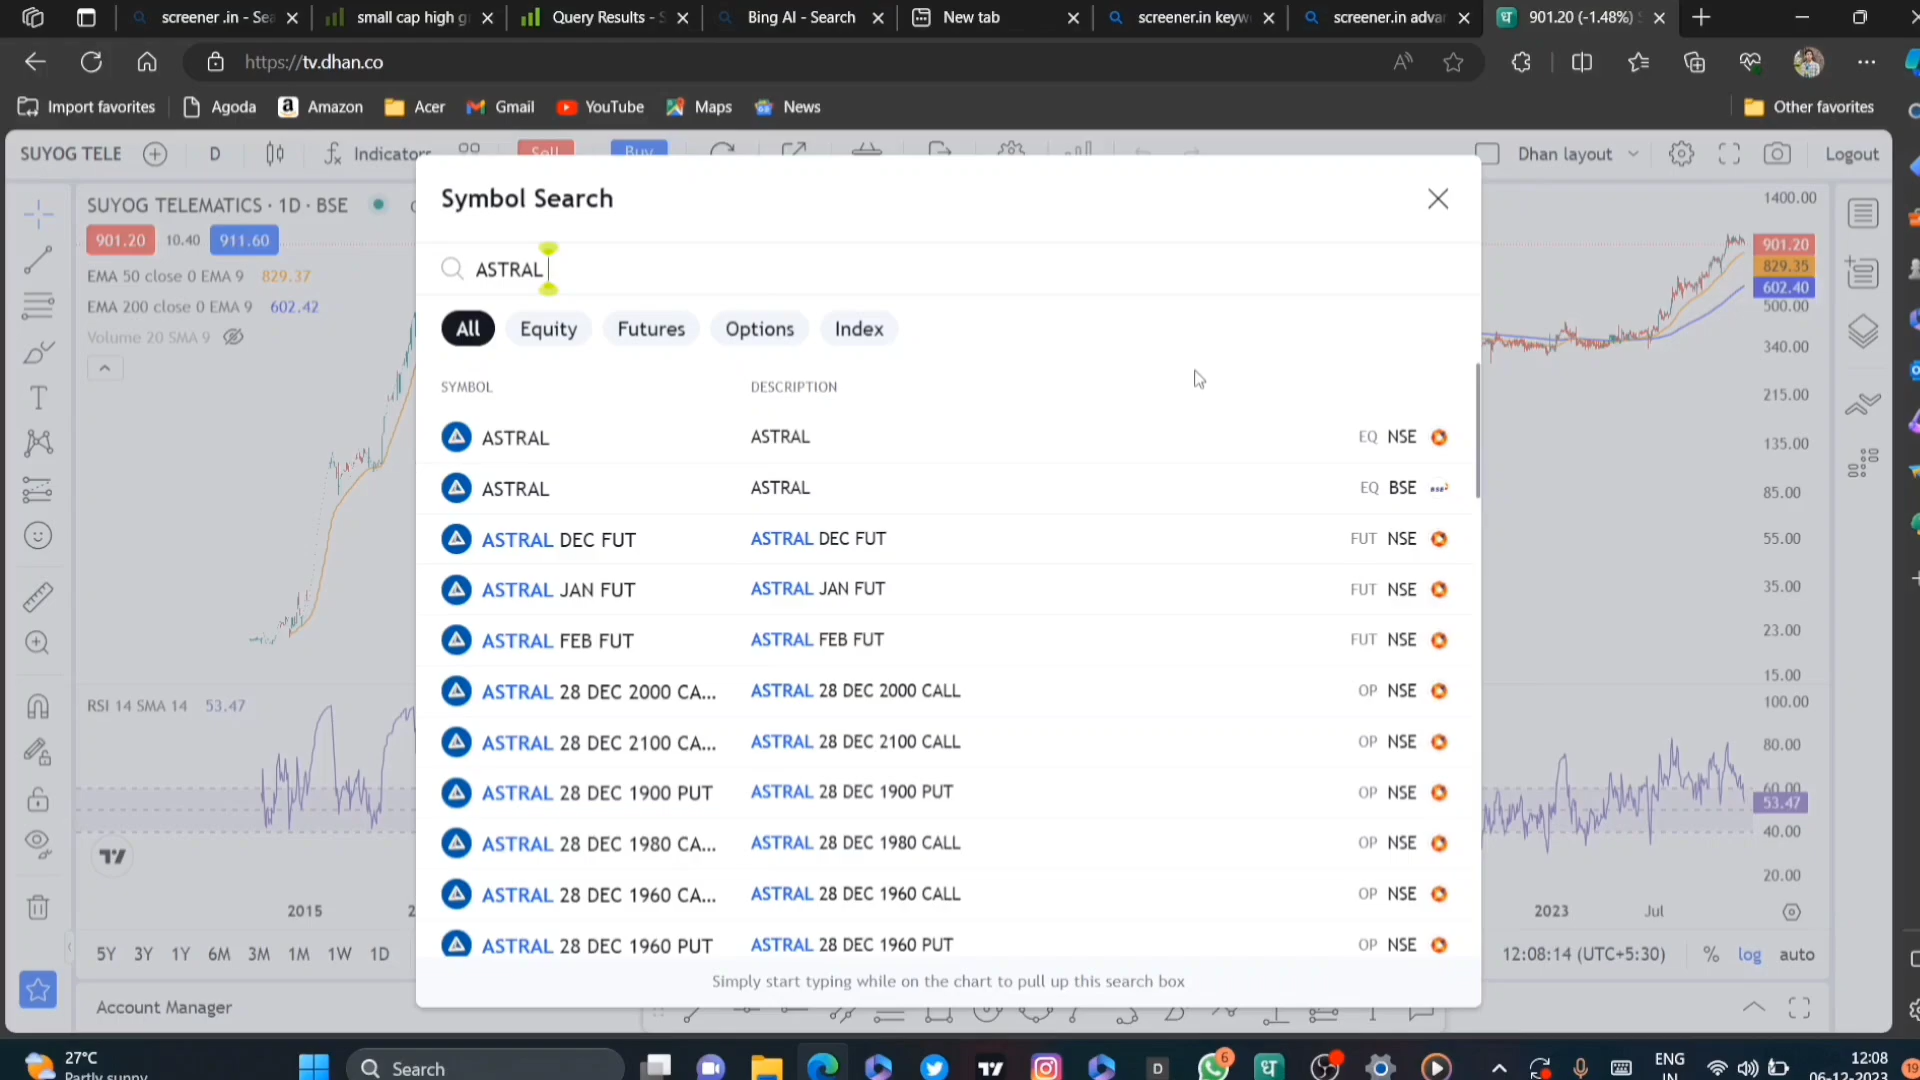 screener .in - Sea
small cap high g
Query Results - S
Bing AI - Search
New tab
screener.in keyw
screener.in advan
901.20 (-1.48%)
https://tv.dhan.co
Import favorites
Agoda
Amazon
Acer
Gmail
YouTube
Maps
News
Other favorites
SUYOG TELE
D
Indicators
Sell
Buy
Dhan layout
Logout
SUYOG TELEMATICS · 1D · BSE
901.20
10.40
911.60
EMA 50 close 0 EMA 9 829.37
EMA 200 close 0 EMA 9 602.42
Volume 20 SMA 9
Symbol Search
ASTRAL
All
Equity
Futures
Options
Index
SYMBOL
DESCRIPTION
ASTRAL ASTRAL EQ NSE
ASTRAL ASTRAL EQ BSE
ASTRAL DEC FUT ASTRAL DEC FUT FUT NSE
ASTRAL JAN FUT ASTRAL JAN FUT FUT NSE
ASTRAL FEB FUT ASTRAL FEB FUT FUT NSE
ASTRAL 28 DEC 2000 CA... ASTRAL 28 DEC 2000 CALL OP NSE
ASTRAL 28 DEC 2100 CA... ASTRAL 28 DEC 2100 CALL OP NSE
ASTRAL 28 DEC 1900 PUT ASTRAL 28 DEC 1900 PUT OP NSE
ASTRAL 28 DEC 1980 CA... ASTRAL 28 DEC 1980 CALL OP NSE
ASTRAL 28 DEC 1960 CA... ASTRAL 28 DEC 1960 CALL OP NSE
ASTRAL 28 DEC 1960 PUT ASTRAL 28 DEC 1960 PUT OP NSE
Simply start typing while on the chart to pull up this search box
1400.00
901.20
829.35
602.40
500.00
340.00
215.00
135.00
85.00
55.00
35.00
23.00
15.00
RSI 14 SMA 14 53.47
100.00
80.00
60.00
53.47
40.00
20.00
2015
2023
Jul
5Y 3Y 1Y 6M 3M 1M 1W 1D
12:08:14 (UTC+5:30)
%
log
auto
Account Manager
27°C
Partly sunny
Search
6
ENG
IN
12:08
06-12-2023
19